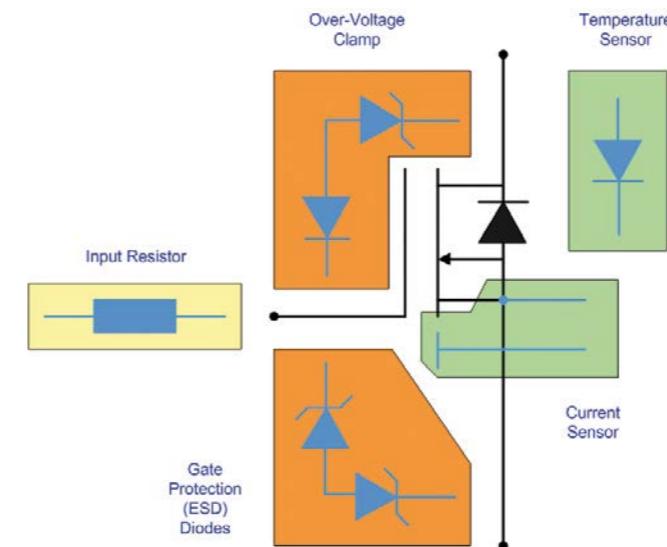 Over-Voltage
Clamp
Temperature
Sensor
Input Resistor
Current
Sensor
Gate
Protection
(ESD)
Diodes